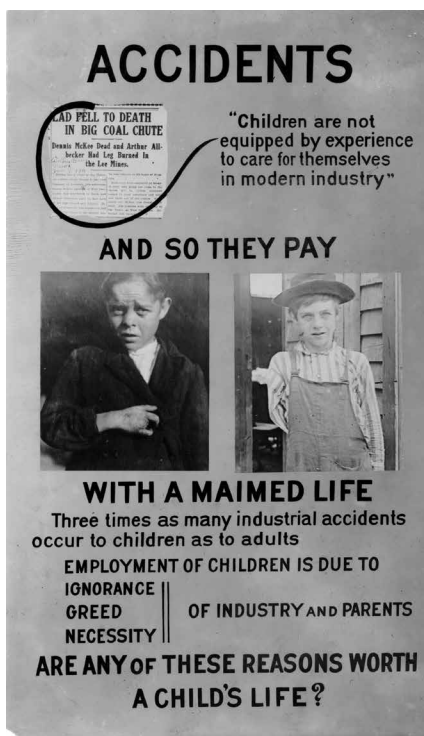 ACCIDENTS
LAD FELL TO DEATH
IN BIG COAL CHUTE
Dennis McKee Dead and Arthur All-
becker Had Leg Burned In
the Lee Mines.
"Children are not
equipped by experience
to care for themselves
in modern industry"
AND SO THEY PAY
WITH A MAIMED LIFE
Three times as many industrial accidents
occur to children as to adults
EMPLOYMENT OF CHILDREN IS DUE TO
IGNORANCE
GREED OF INDUSTRY AND PARENTS
NECESSITY
ARE ANY OF THESE REASONS WORTH
A CHILD'S LIFE?